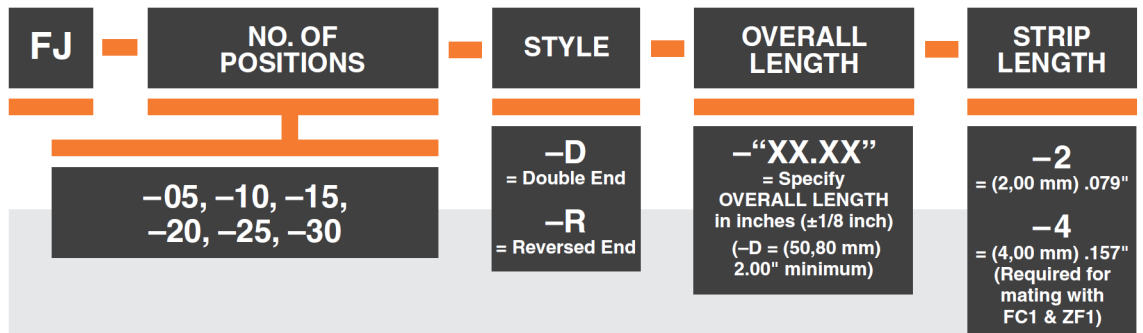 FJ
NO. OF
POSITIONS
STYLE
OVERALL
LENGTH
STRIP
LENGTH
–05, –10, –15,
–20, –25, –30
–D
= Double End
–R
= Reversed End
–“XX.XX”
= Specify
OVERALL LENGTH
in inches (±1/8 inch)
(–D = (50,80 mm)
2.00" minimum)
–2
= (2,00 mm) .079"
–4
= (4,00 mm) .157"
(Required for
mating with
FC1 & ZF1)